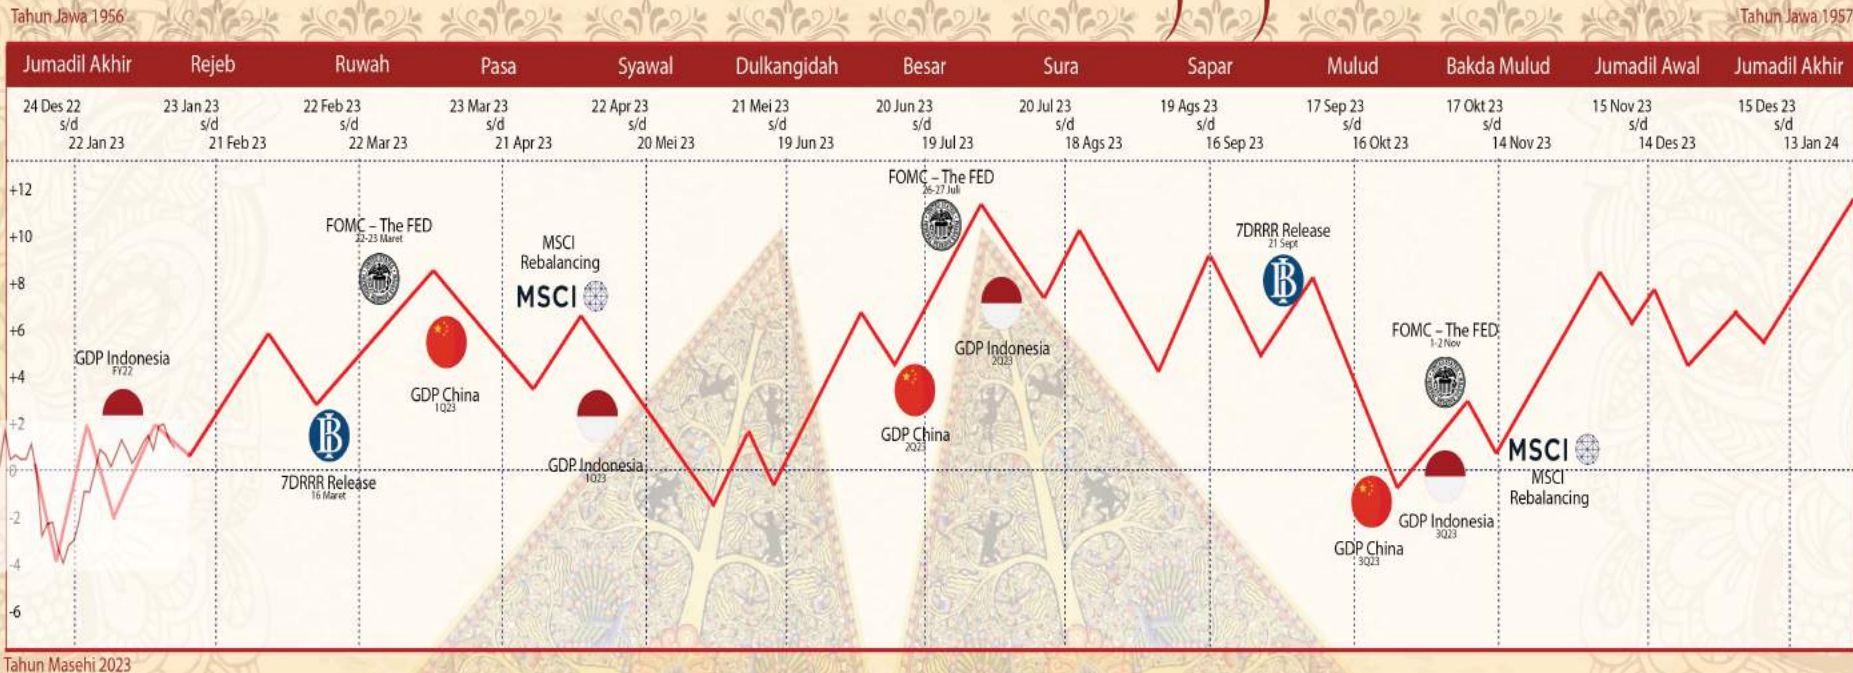 Tahun Jawa 1956
Tahun Jawa 1957
Jumadil Akhir
Rejeb
Ruwah
Pasa
Syawal
Dulkangidah
Besar
Sura
Sapar
Mulud
Bakda Mulud
Jumadil Awal
Jumadil Akhir
24 Des 22
s/d
22 Jan 23
23 Jan 23
s/d
21 Feb 23
22 Feb 23
s/d
22 Mar 23
23 Mar 23
s/d
21 Apr 23
22 Apr 23
s/d
20 Mei 23
21 Mei 23
s/d
19 Jun 23
20 Jun 23
s/d
19 Jul 23
20 Jul 23
s/d
18 Ags 23
19 Ags 23
s/d
16 Sep 23
17 Sep 23
s/d
16 Okt 23
17 Okt 23
s/d
14 Nov 23
15 Nov 23
s/d
14 Des 23
15 Des 23
s/d
13 Jan 24
+12
+10
+8
+6
+4
+2
0
-2
-4
-6
GDP Indonesia
FY22
7DRRR Release
16 Maret
FOMC – The FED
22-23 Maret
GDP China
1Q23
MSCI
Rebalancing
MSCI
GDP Indonesia
1Q23
FOMC – The FED
26-27 Juli
GDP China
2Q23
GDP Indonesia
2Q23
7DRRR Release
21 Sept
GDP China
3Q23
FOMC – The FED
1-2 Nov
GDP Indonesia
3Q23
MSCI
MSCI
Rebalancing
Tahun Masehi 2023